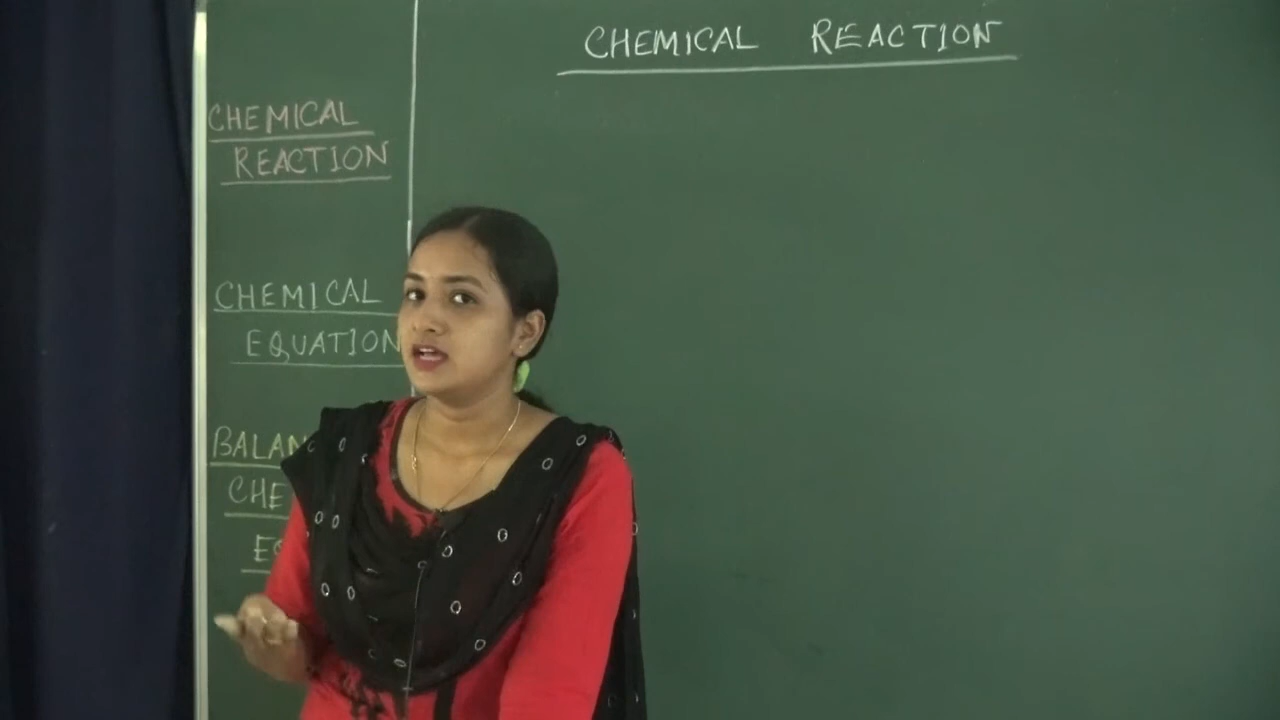 CHEMICAL REACTION
CHEMICAL
REACTION
CHEMICAL
EQUATION